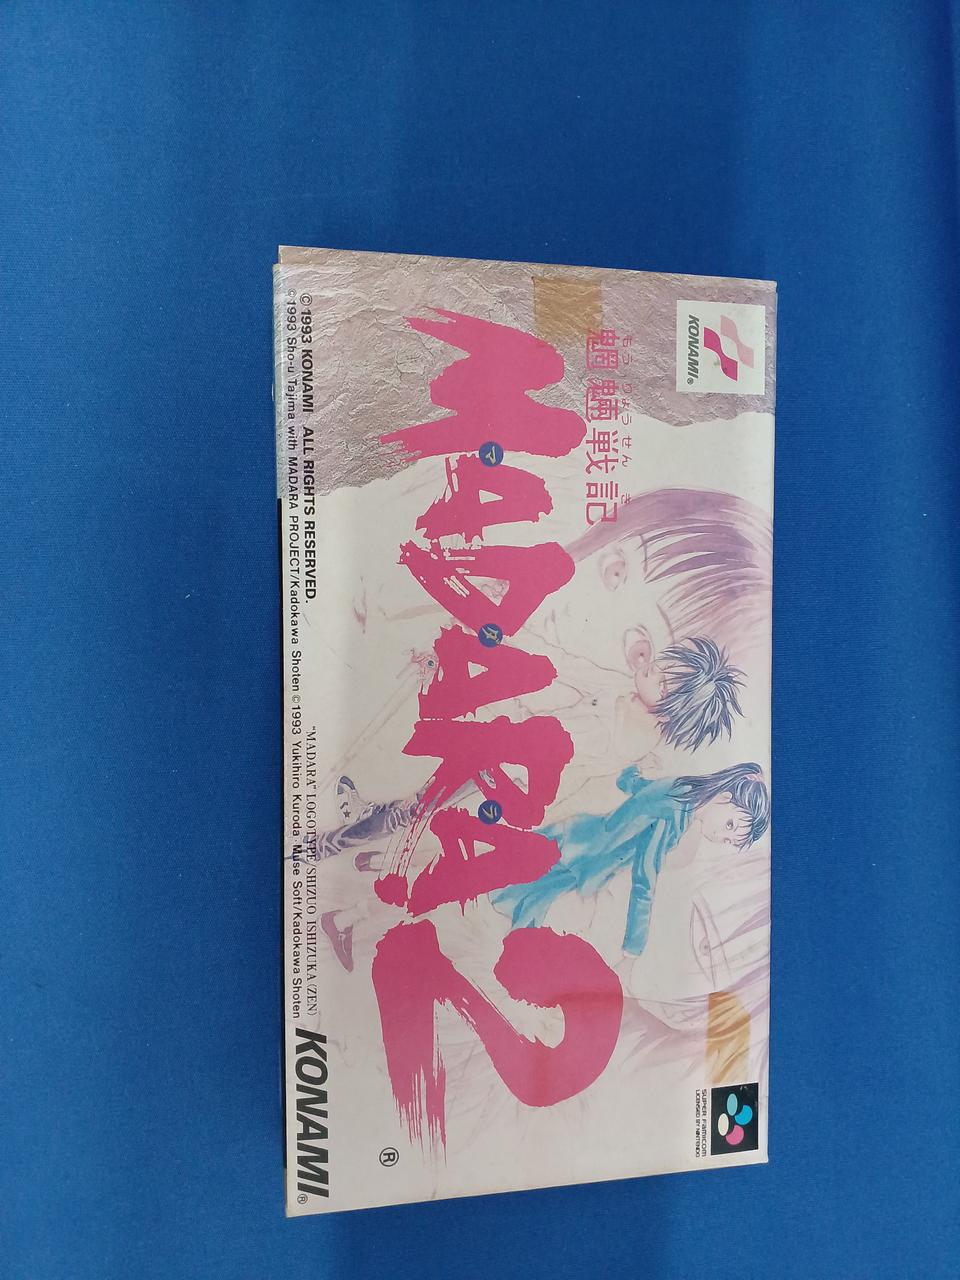 KONAMI®
もうりょうせんき
魍魎戦記
MADARA2
マ ダ ラ
®
SUPER FAMICOM
LICENSED BY NINTENDO
"MADARA" LOGOTYPE/SHIZUO ISHIZUKA (ZEN)
©1993 KONAMI ALL RIGHTS RESERVED.
©1993 Sho-u Tajima with MADARA PROJECT/Kadokawa Shoten ©1993 Yukihiro Kuroda·Muse Soft/Kadokawa Shoten
KONAMI®